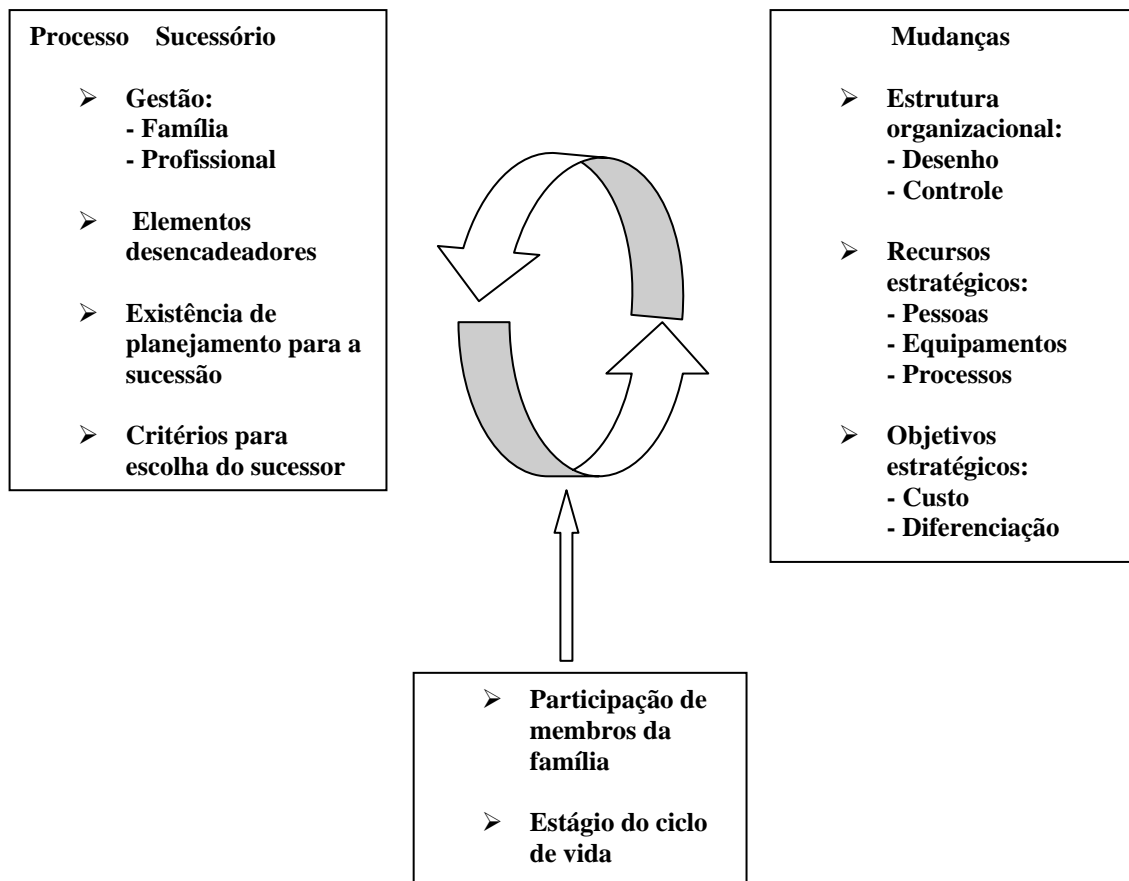 Processo Sucessório
➢ Gestão:
- Família
- Profissional
➢ Elementos
desencadeadores
➢ Existência de
planejamento para a
sucessão
➢ Critérios para
escolha do sucessor
Mudanças
➢ Estrutura
organizacional:
- Desenho
- Controle
➢ Recursos
estratégicos:
- Pessoas
- Equipamentos
- Processos
➢ Objetivos
estratégicos:
- Custo
- Diferenciação
➢ Participação de
membros da
família
➢ Estágio do ciclo
de vida